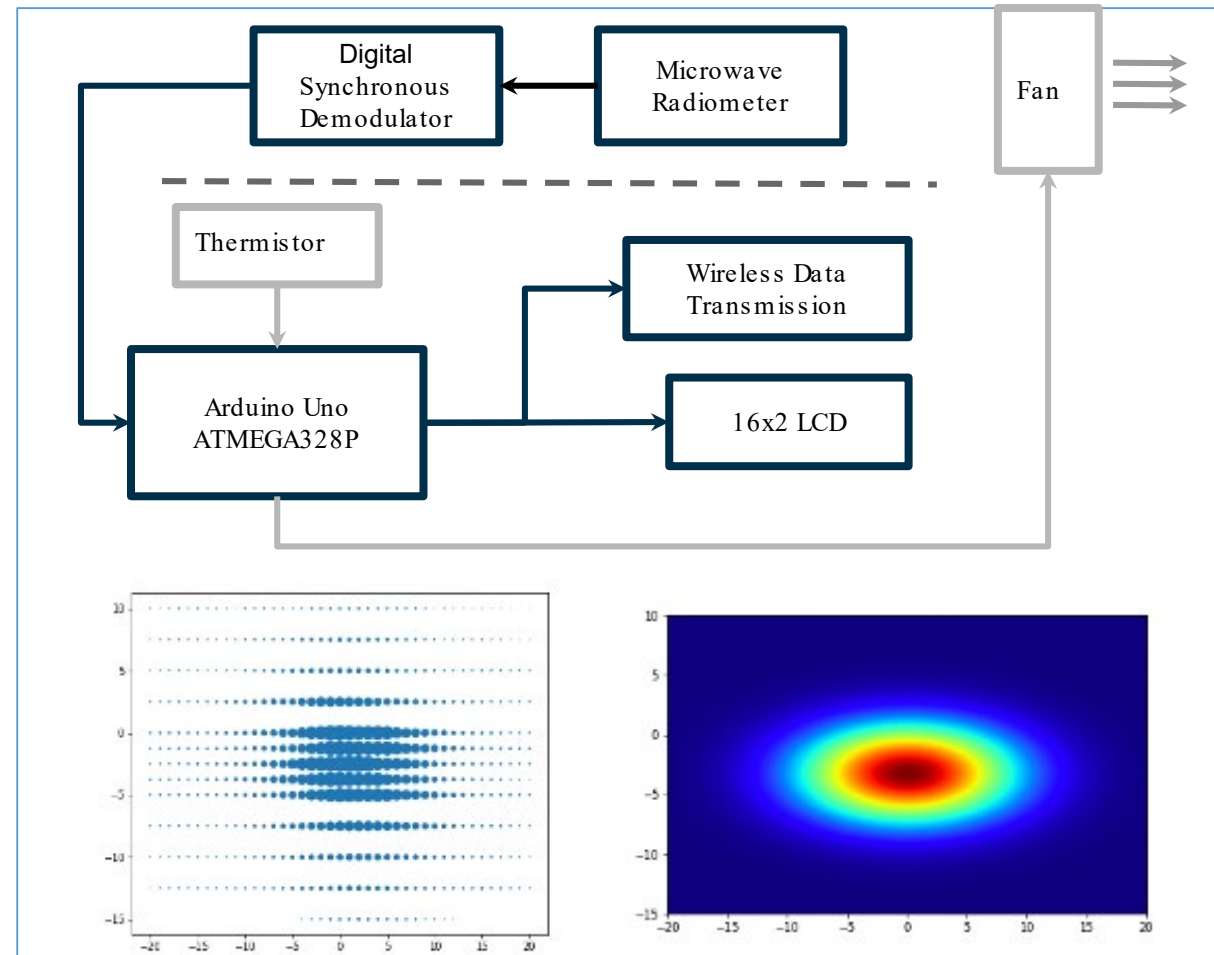 Digital
Synchronous
Demodulator
Microwave
Radiometer
Fan
Thermistor
Wireless Data
Transmission
Arduino Uno
ATMEGA328P
16x2 LCD
10
5
0
−5
−10
−15
−20
−15
−10
−5
0
5
10
15
20
10
5
0
−5
−10
−15
−20
−15
−10
−5
0
5
10
15
20